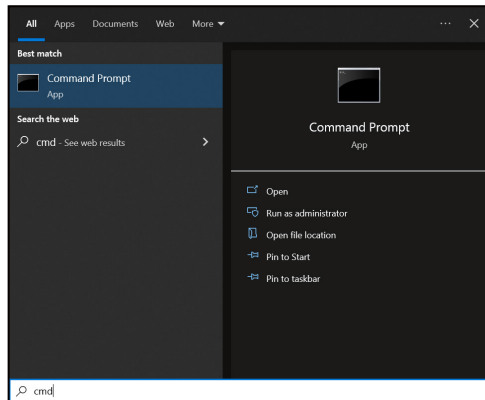 All Apps Documents Web More
Best match
Command Prompt
App
Search the web
cmd - See web results
Command Prompt
App
Open
Run as administrator
Open file location
Pin to Start
Pin to taskbar
cmd